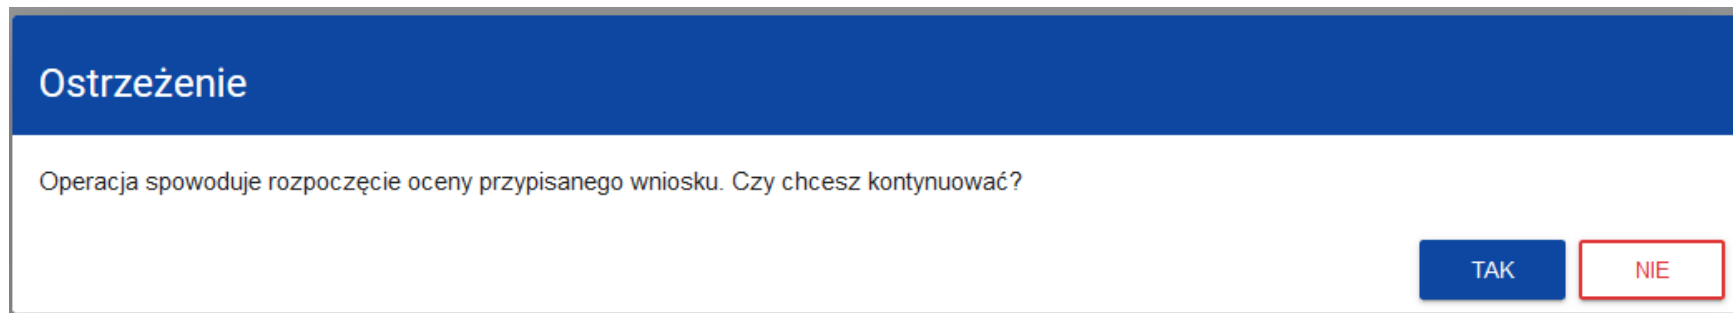 Ostrzeżenie
Operacja spowoduje rozpoczęcie oceny przypisanego wniosku. Czy chcesz kontynuować?
TAK NIE